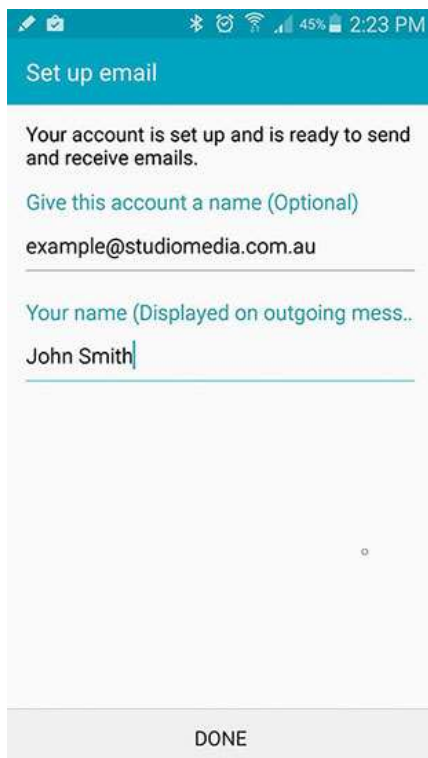 45% 2:23 PM
Set up email
Your account is set up and is ready to send
and receive emails.
Give this account a name (Optional)
example@studiomedia.com.au
Your name (Displayed on outgoing mess..
John Smith
DONE